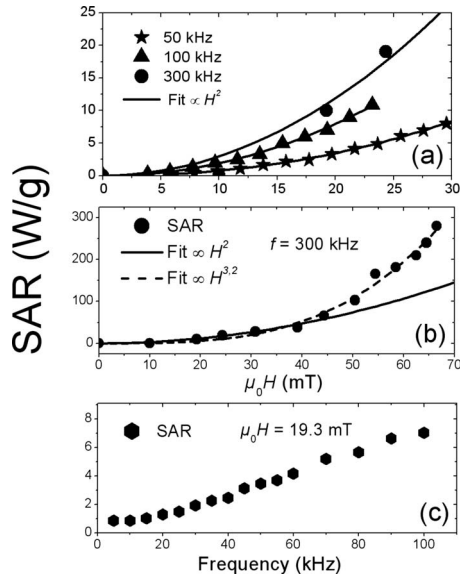 SAR (W/g)
25
20
15
10
5
0
50 kHz
100 kHz
300 kHz
Fit ∝ H²
(a)
0 5 10 15 20 25 30
300
200
100
0
SAR
Fit ∝ H²
Fit ∝ H³,²
f = 300 kHz
(b)
0 10 20 30 40 50 60 70
μ₀H (mT)
8
6
4
2
0
SAR
μ₀H = 19.3 mT
(c)
0 20 40 60 80 100
Frequency (kHz)